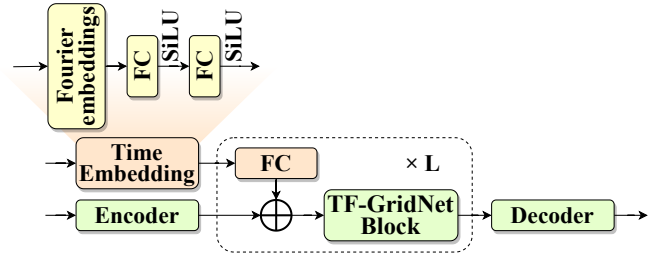 Fourier
embeddings
FC
SiLU
FC
SiLU
Time
Embedding
FC
× L
Encoder
TF-GridNet
Block
Decoder